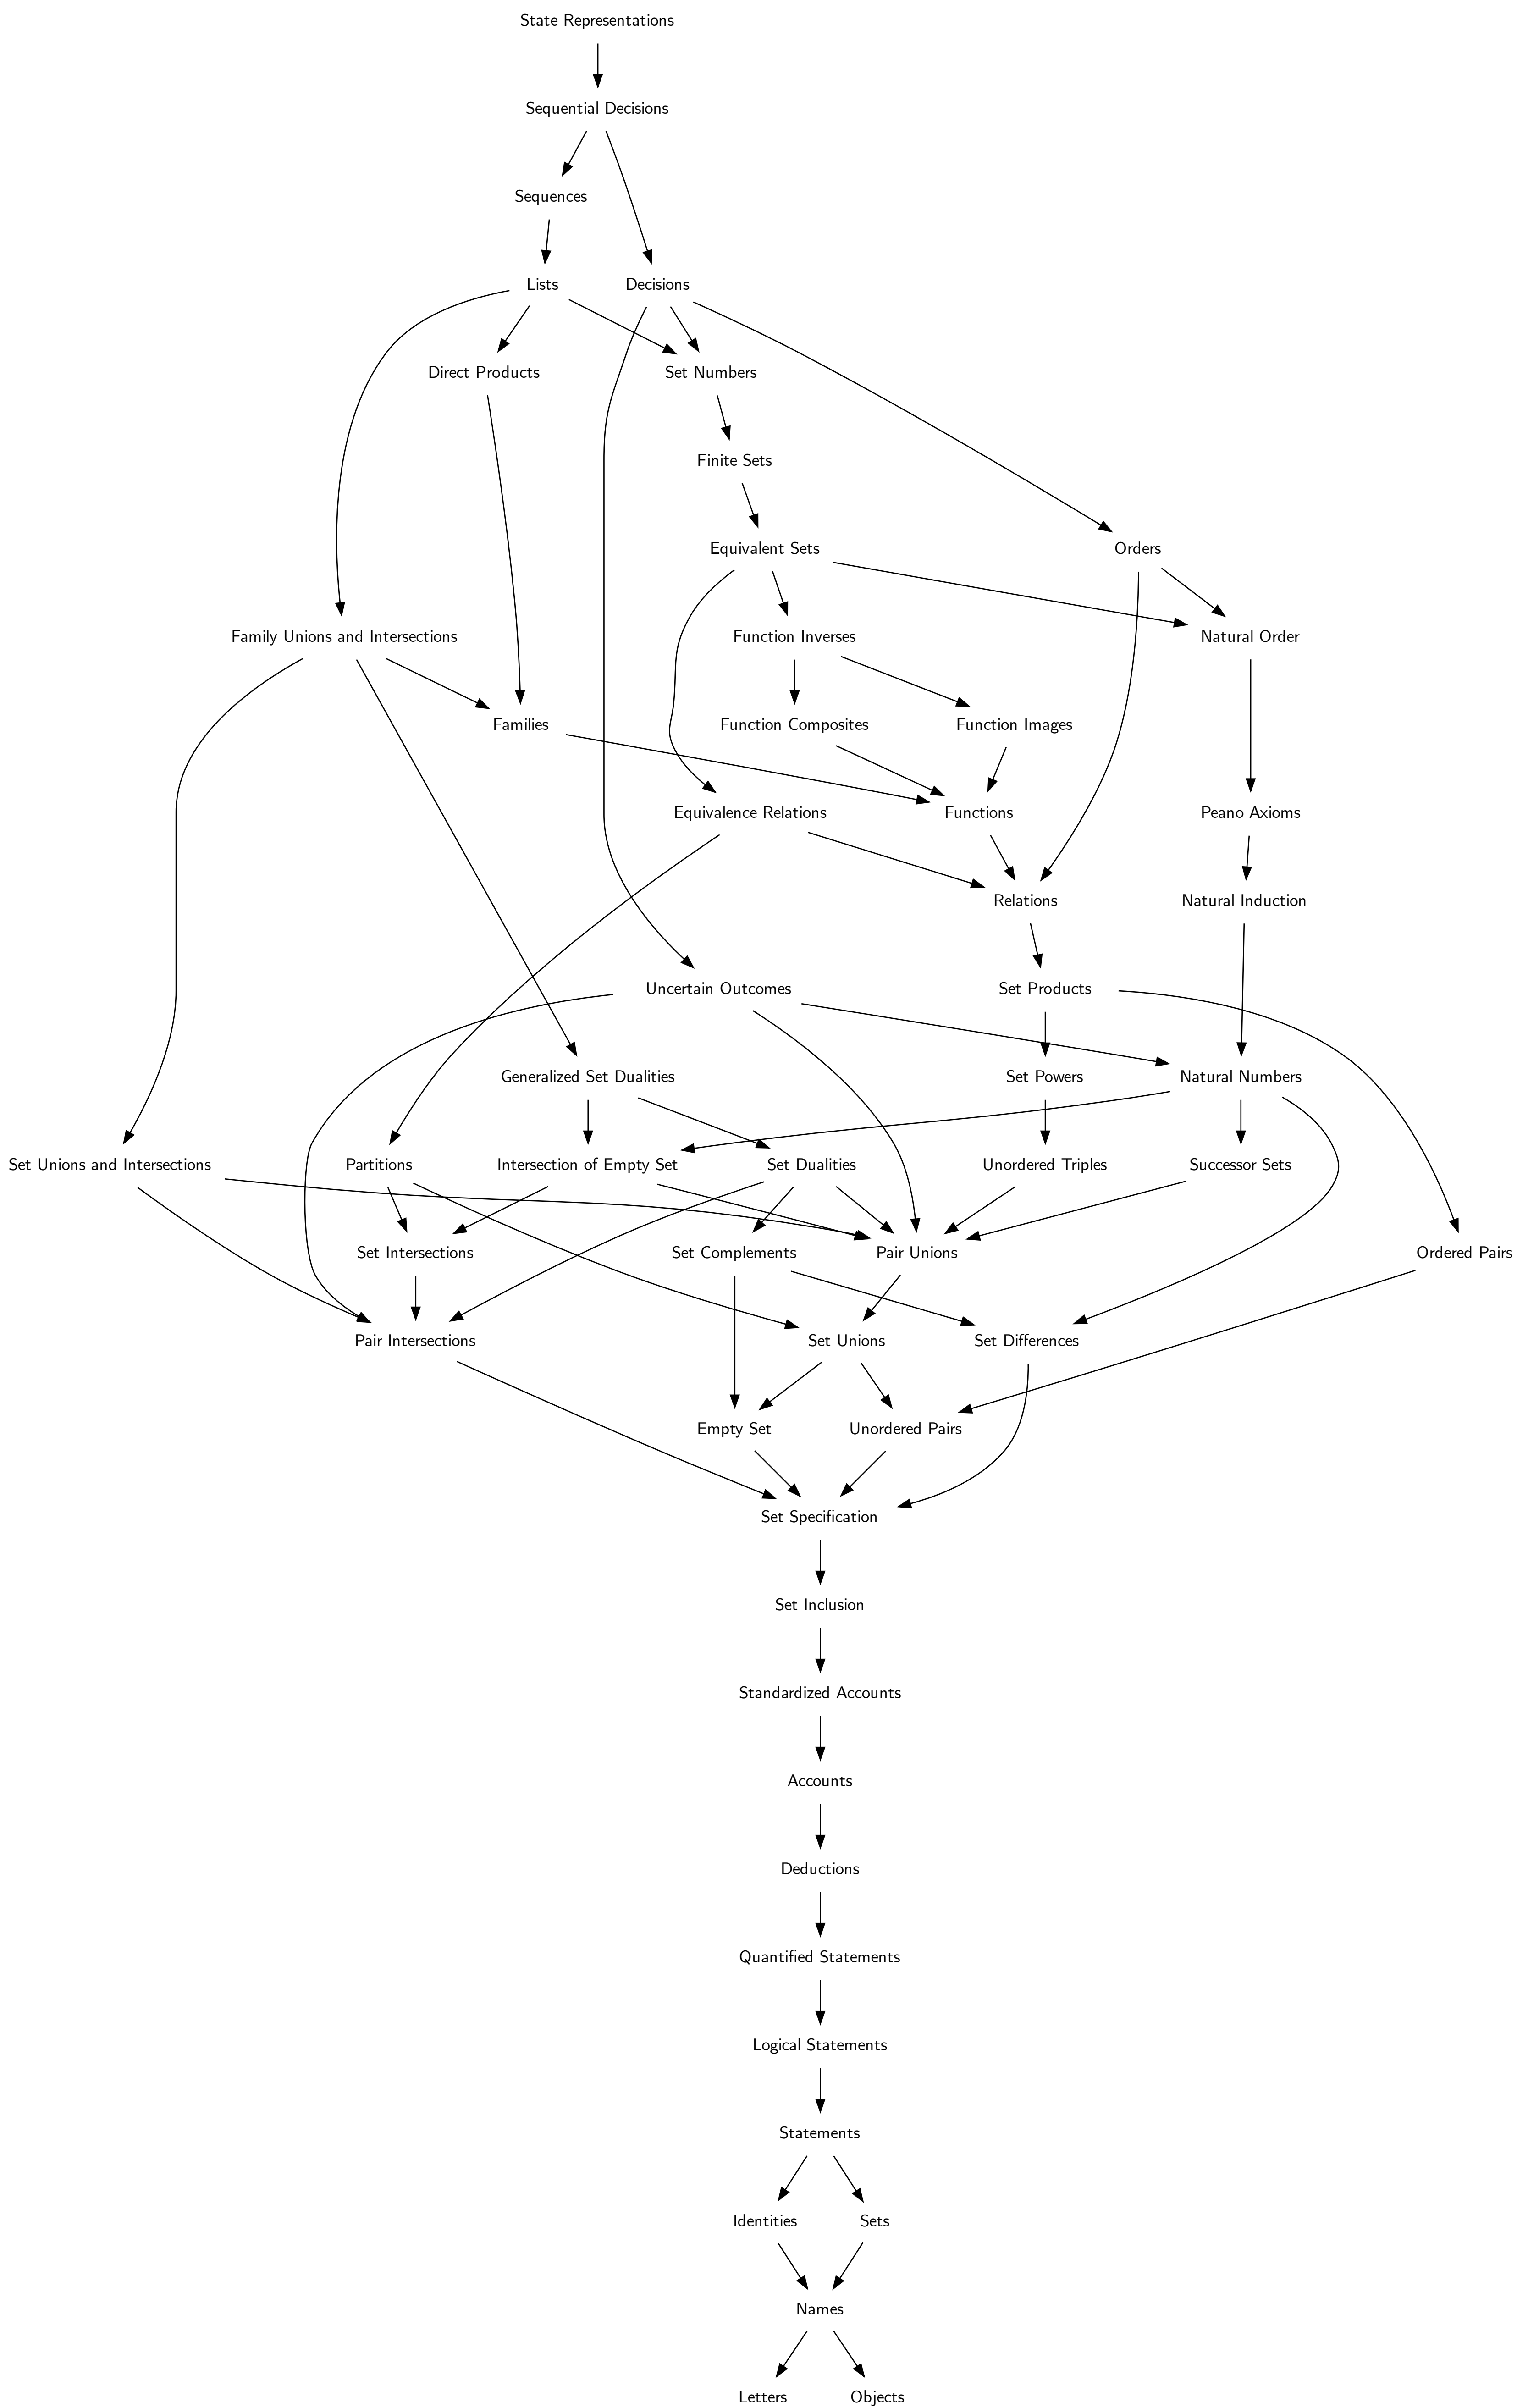 State Representations
Sequential Decisions
Sequences
Lists
Decisions
Direct Products
Set Numbers
Finite Sets
Equivalent Sets
Orders
Family Unions and Intersections
Function Inverses
Natural Order
Families
Function Composites
Function Images
Equivalence Relations
Functions
Peano Axioms
Relations
Natural Induction
Uncertain Outcomes
Set Products
Generalized Set Dualities
Set Powers
Natural Numbers
Set Unions and Intersections
Partitions
Intersection of Empty Set
Set Dualities
Unordered Triples
Successor Sets
Set Intersections
Set Complements
Pair Unions
Ordered Pairs
Pair Intersections
Set Unions
Set Differences
Empty Set
Unordered Pairs
Set Specification
Set Inclusion
Standardized Accounts
Accounts
Deductions
Quantified Statements
Logical Statements
Statements
Identities
Sets
Names
Letters
Objects